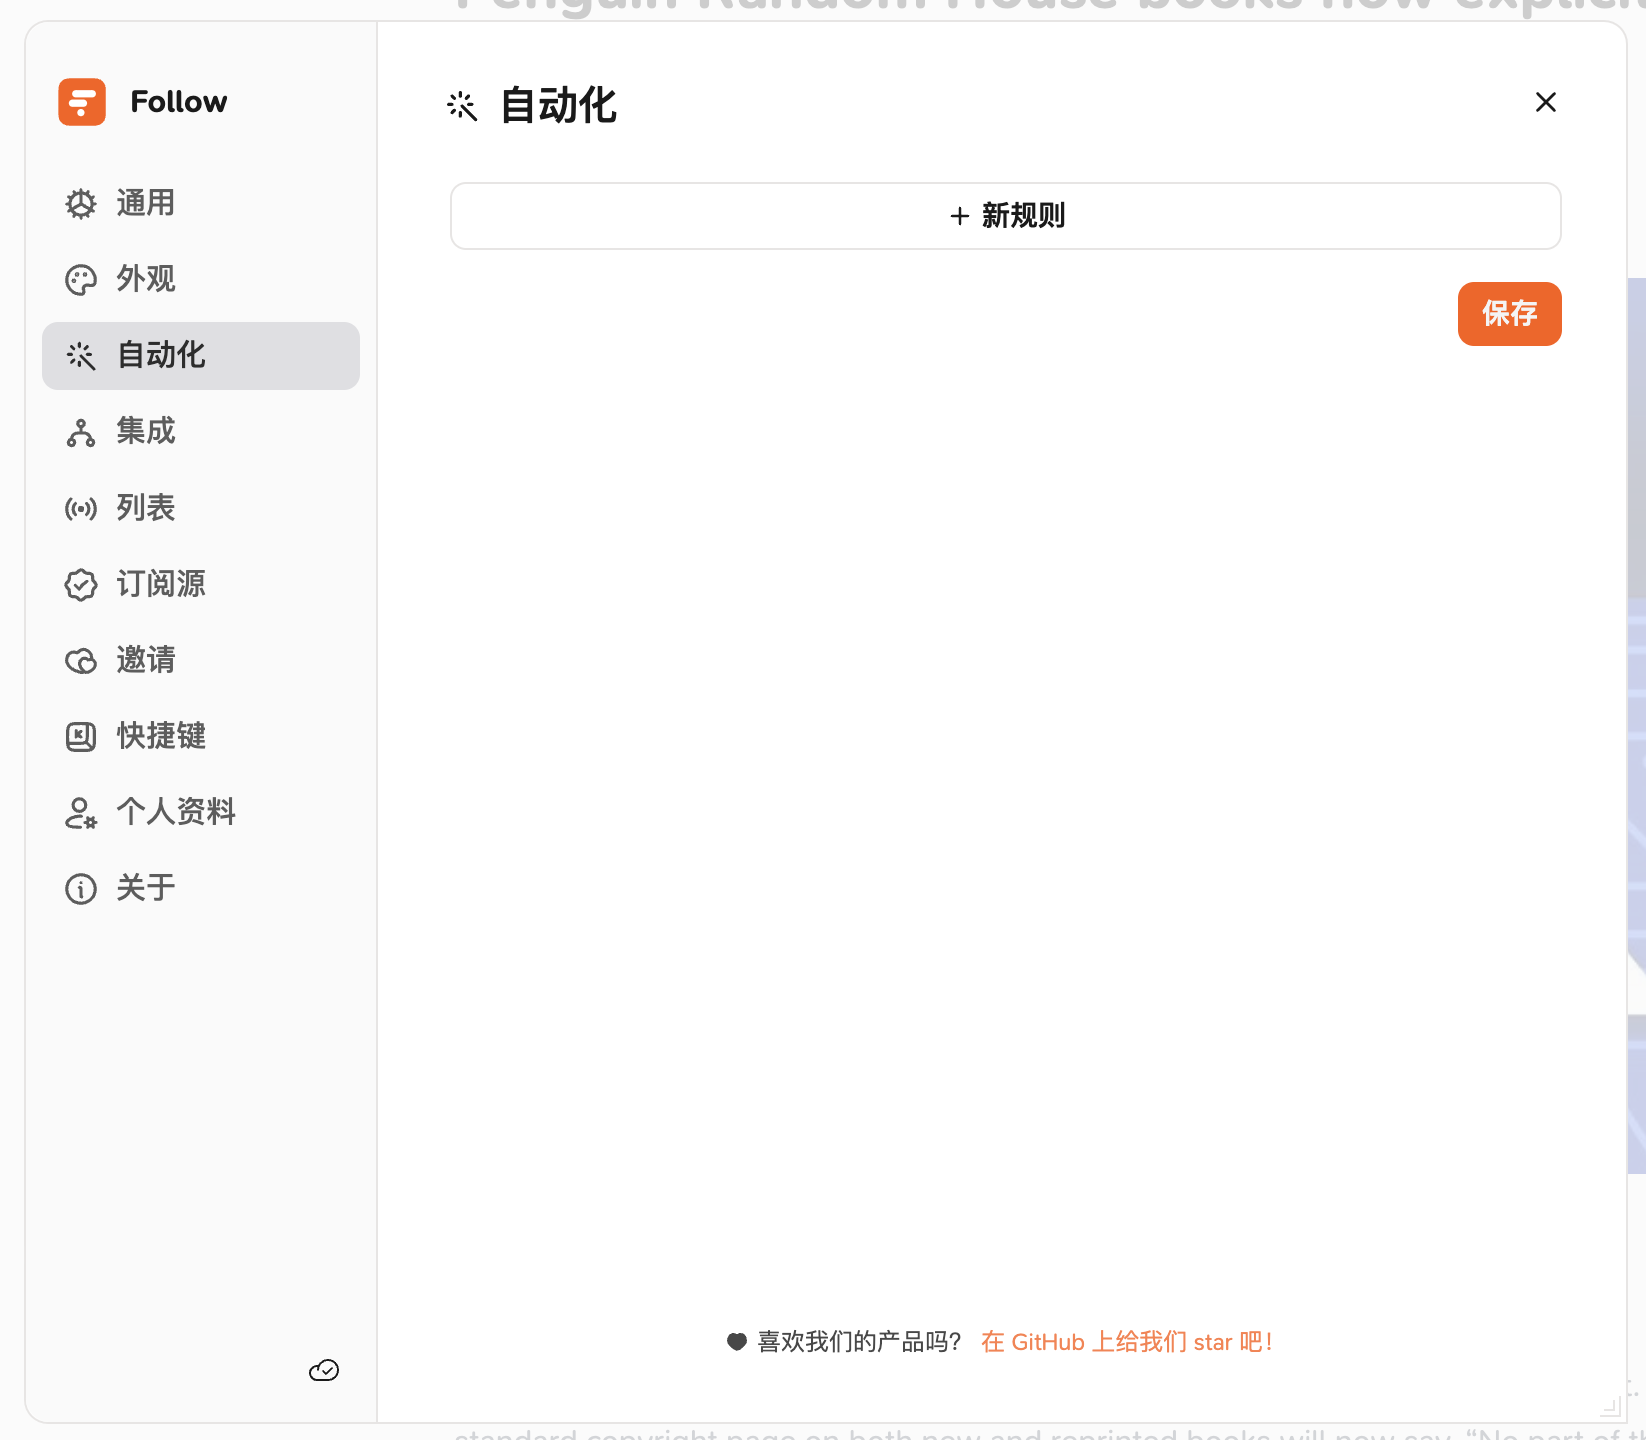 Penguin Random House books now explicit
Follow
通用
外观
自动化
集成
列表
订阅源
邀请
快捷键
个人资料
关于
自动化
+ 新规则
保存
喜欢我们的产品吗? 在 GitHub 上给我们 star 吧!
standard copyright page on both new and reprinted books will now say, “No part of th